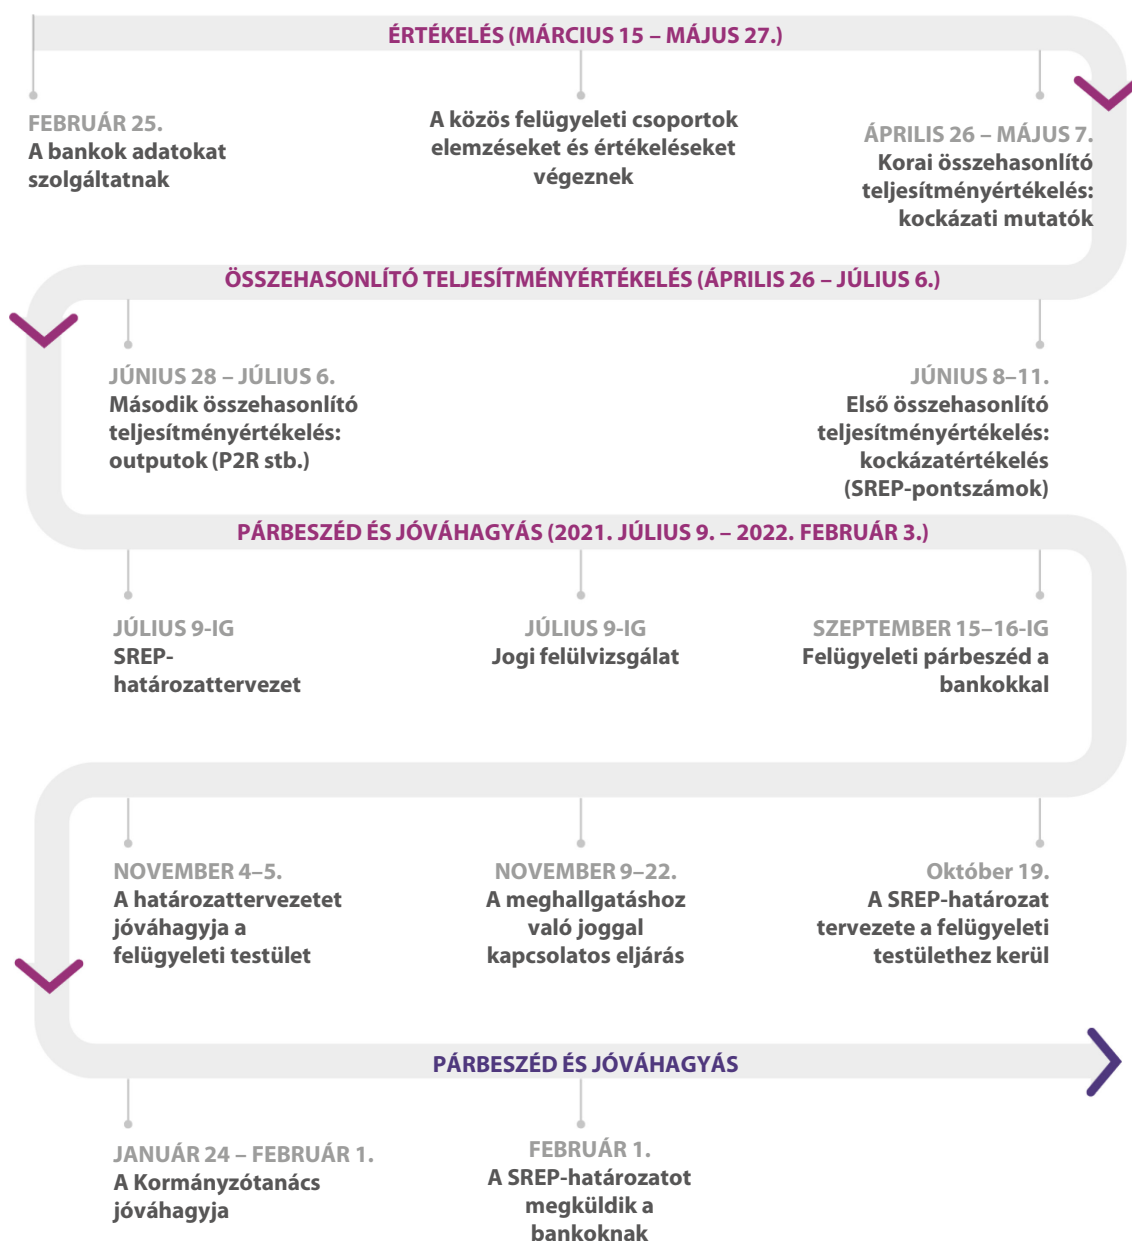 ÉRTÉKELÉS (MÁRCIUS 15 – MÁJUS 27.)
FEBRUÁR 25.
A bankok adatokat
szolgáltatnak
A közös felügyeleti csoportok
elemzéseket és értékeléseket
végeznek
ÁPRILIS 26 – MÁJUS 7.
Korai összehasonlító
teljesítményértékelés:
kockázati mutatók
ÖSSZEHASONLÍTÓ TELJESÍTMÉNYÉRTÉKELÉS (ÁPRILIS 26 – JÚLIUS 6.)
JÚNIUS 28 – JÚLIUS 6.
Második összehasonlító
teljesítményértékelés:
outputok (P2R stb.)
JÚNIUS 8–11.
Első összehasonlító
teljesítményértékelés:
kockázatértékelés
(SREP-pontszámok)
PÁRBESZÉD ÉS JÓVÁHAGYÁS (2021. JÚLIUS 9. – 2022. FEBRUÁR 3.)
JÚLIUS 9-IG
SREP-
határozattervezet
JÚLIUS 9-IG
Jogi felülvizsgálat
SZEPTEMBER 15–16-IG
Felügyeleti párbeszéd a
bankokkal
NOVEMBER 4–5.
A határozattervezetet
jóváhagyja a
felügyeleti testület
NOVEMBER 9–22.
A meghallgatáshoz
való joggal
kapcsolatos eljárás
Október 19.
A SREP-határozat
tervezete a felügyeleti
testülethez kerül
PÁRBESZÉD ÉS JÓVÁHAGYÁS
JANUÁR 24 – FEBRUÁR 1.
A Kormányzótanács
jóváhagyja
FEBRUÁR 1.
A SREP-határozatot
megküldik a
bankoknak